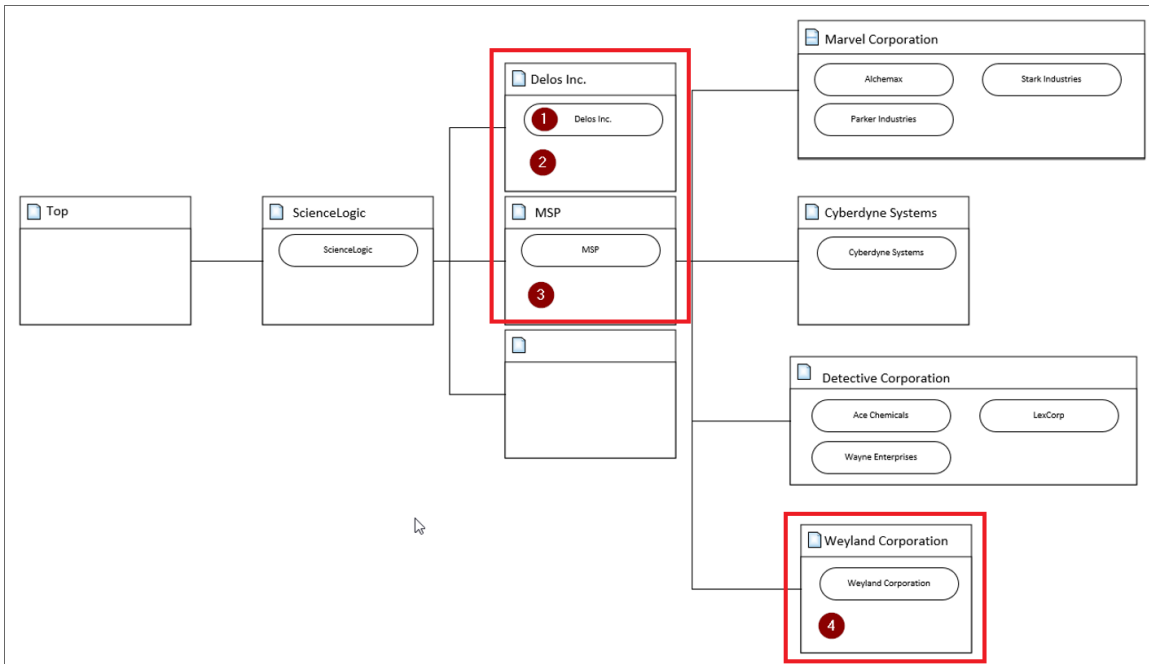 Top
ScienceLogic
ScienceLogic
Delos Inc.
1 Delos Inc.
2
MSP
MSP
3
Marvel Corporation
Alchemax Stark Industries
Parker Industries
Cyberdyne Systems
Cyberdyne Systems
Detective Corporation
Ace Chemicals LexCorp
Wayne Enterprises
Weyland Corporation
Weyland Corporation
4